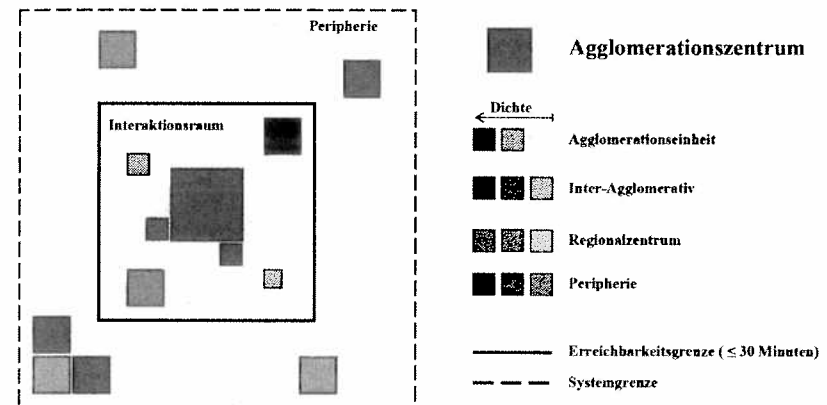 Peripherie
Interaktionsraum
Agglomerationszentrum
Dichte
Agglomerationseinheit
Inter-Agglomerativ
Regionalzentrum
Peripherie
Erreichbarkeitsgrenze ( ≤ 30 Minuten)
Systemgrenze